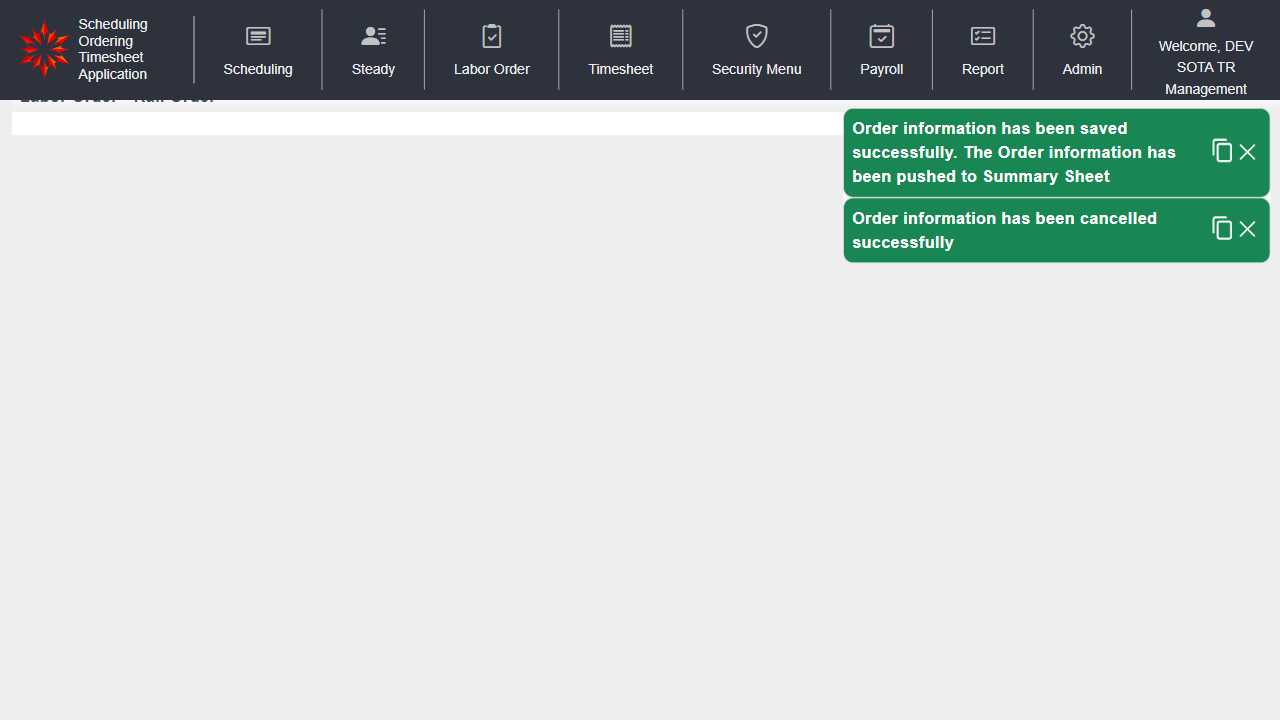 Scheduling
Ordering
Timesheet
Application
Scheduling
Steady
Labor Order
Timesheet
Security Menu
Payroll
Report
Admin
Welcome, DEV
SOTA TR
Management
Order information has been saved
successfully. The Order information has
been pushed to Summary Sheet
Order information has been cancelled
successfully